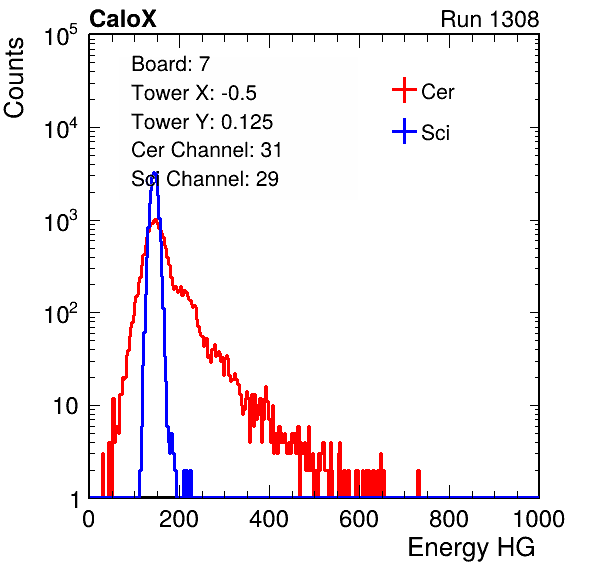 CaloX Run 1308
Counts
10^5
10^4
10^3
10^2
10
1
Board: 7
Tower X: -0.5
Tower Y: 0.125
Cer Channel: 31
Sci Channel: 29
Cer
Sci
0 200 400 600 800 1000
Energy HG